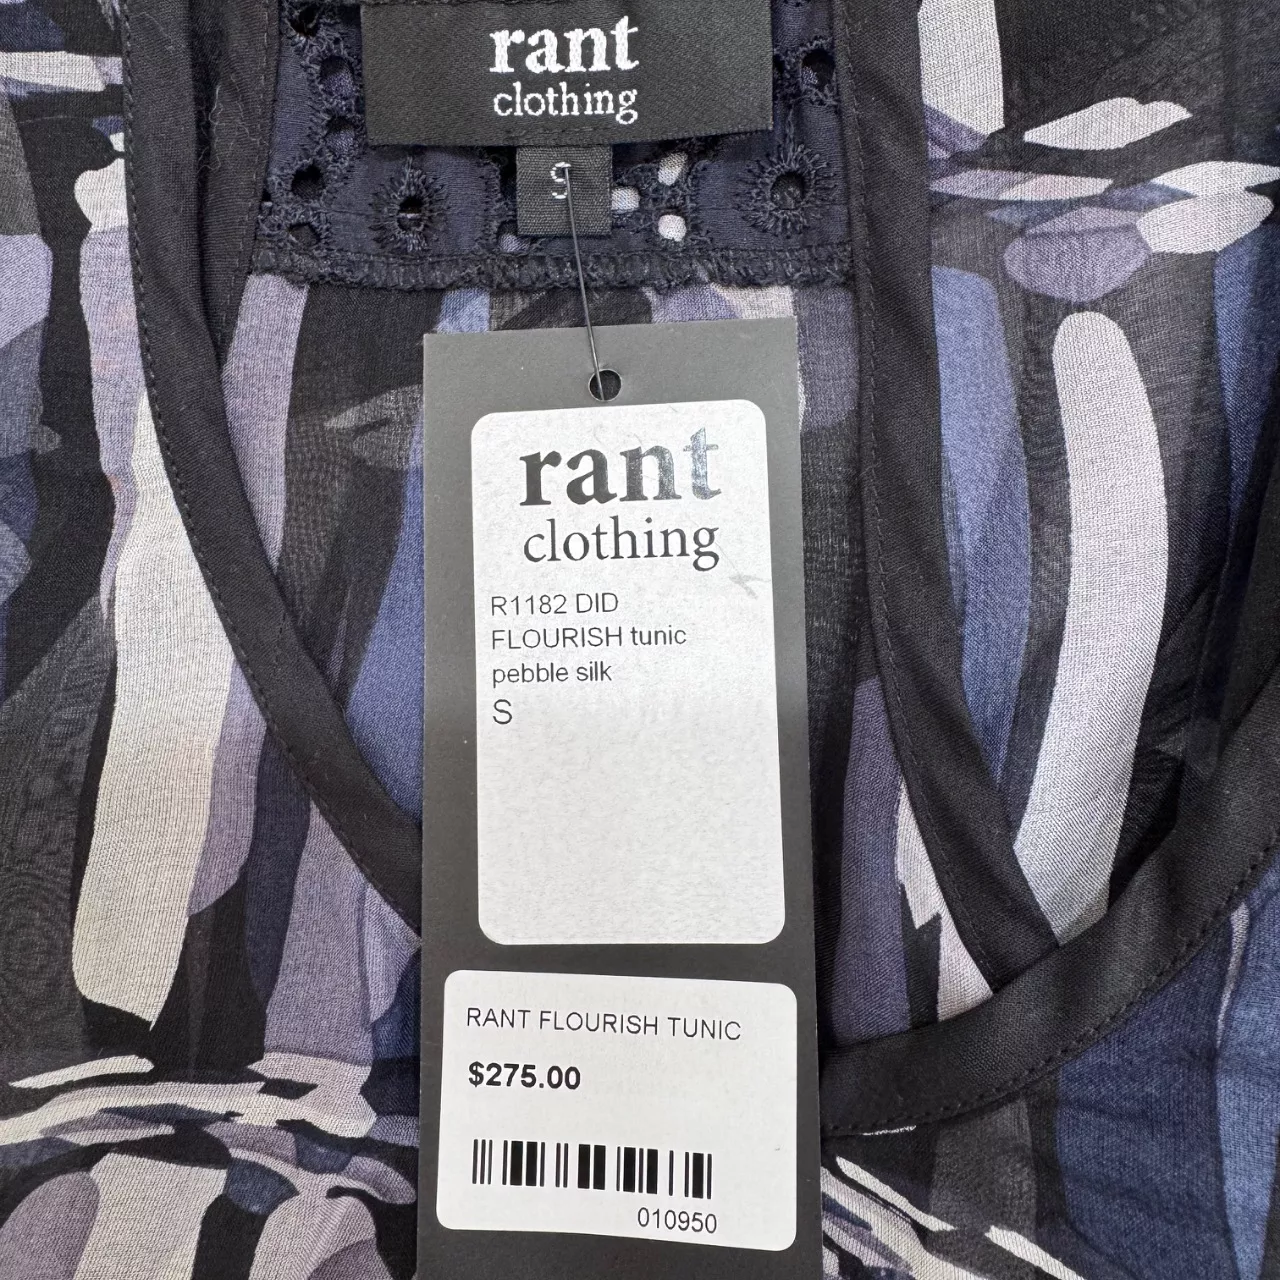 rant
clothing
S
rant
clothing
R1182 DID
FLOURISH tunic
pebble silk
S
RANT FLOURISH TUNIC
$275.00
010950